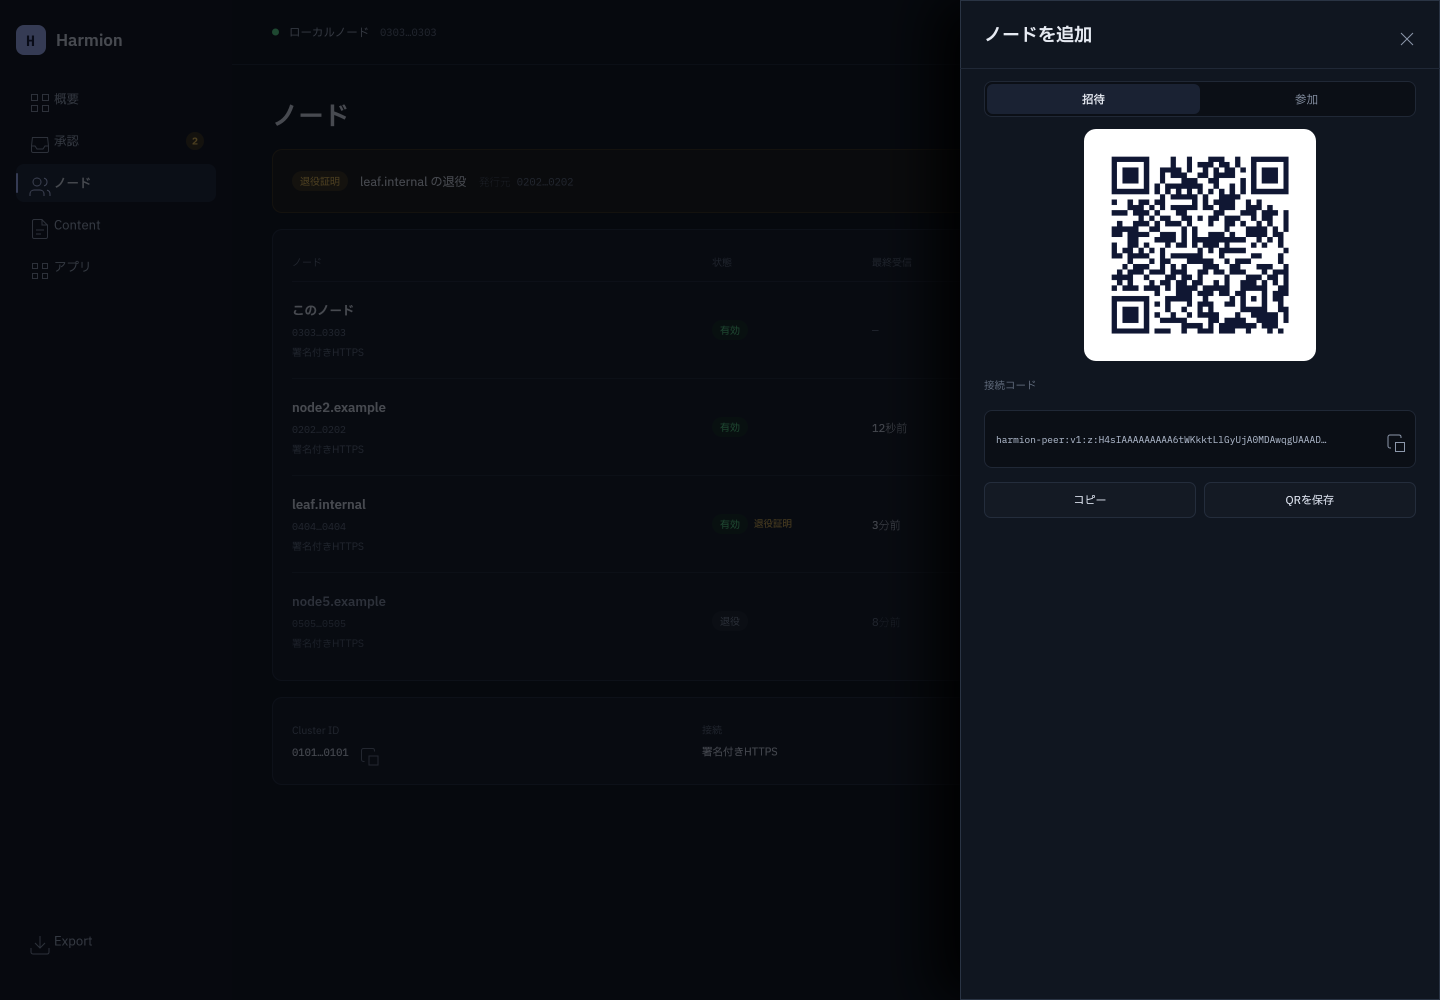 H Harmion
概要
承認 2
ノード
Content
アプリ
Export
ローカルノード 0303…0303
ノード
退役証明 leaf.internal の退役 発行元 0202…0202
ノード 状態 最終受信
このノード
0303…0303
署名付きHTTPS
有効 —
node2.example
0202…0202
署名付きHTTPS
有効 12秒前
leaf.internal
0404…0404
署名付きHTTPS
有効 退役証明 3分前
node5.example
0505…0505
署名付きHTTPS
退役 8分前
Cluster ID 接続
0101…0101 署名付きHTTPS
ノードを追加
招待 参加
接続コード
harmion-peer:v1:z:H4sIAAAAAAAAA6tWKkktLlGyUjA0MDAwqgUAAAD…
コピー QRを保存